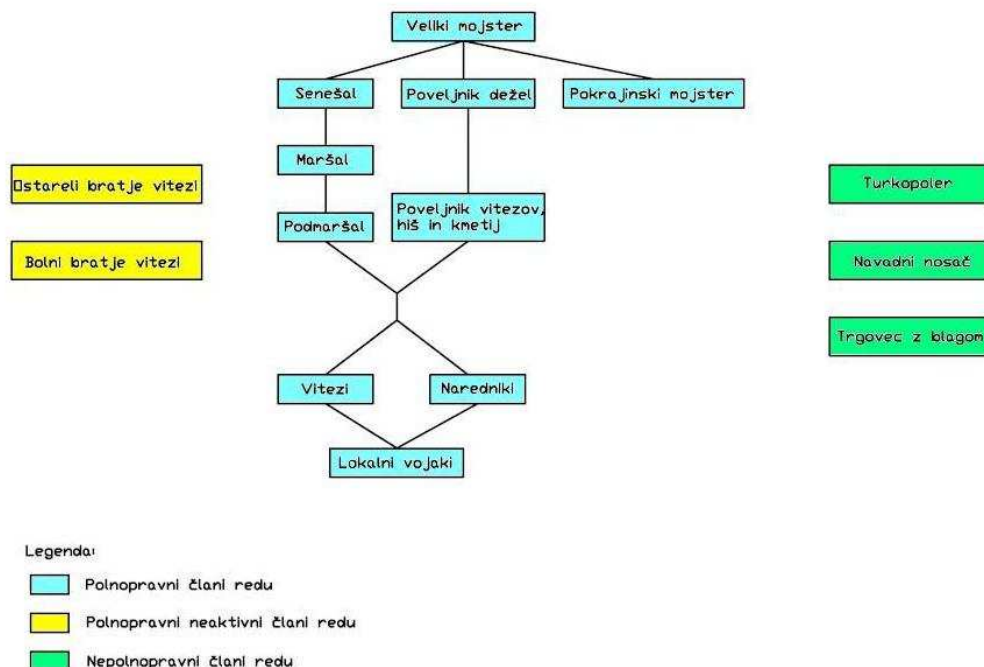 Veliki mojster
Senešal
Poveljnik dežel
Pokrajinski mojster
Maršal
Ostareli bratje vitezi
Turkopoler
Podmaršal
Poveljnik vitezov,
hiš in kmetij
Bolni bratje vitezi
Navadni nosač
Trgovec z blagom
Vitezi
Naredniki
Lokalni vojaki
Legenda:
Polnopravni člani redu
Polnopravni neaktivni člani redu
Nepolnopravni člani redu